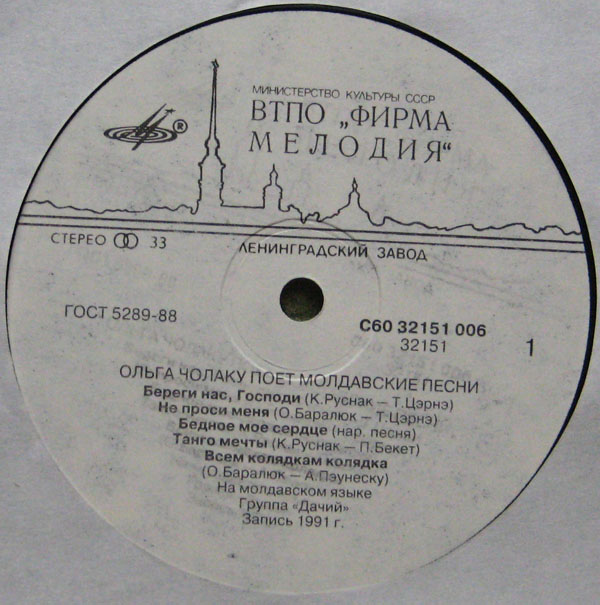 МИНИСТЕРСТВО КУЛЬТУРЫ СССР
ВТПО „ФИРМА
МЕЛОДИЯ“
®
СТЕРЕО 33
ЛЕНИНГРАДСКИЙ ЗАВОД
ГОСТ 5289-88
С60 32151 006
32151
1
ОЛЬГА ЧОЛАКУ ПОЕТ МОЛДАВСКИЕ ПЕСНИ
Береги нас, Господи (К.Руснак – Т.Цэрнэ)
Не проси меня (О.Баралюк – Т.Цэрнэ)
Бедное мое сердце (нар. песня)
Танго мечты (К.Руснак – П.Бекет)
Всем колядкам колядка
(О.Баралюк – А.Пэунеску)
На молдавском языке
Группа «Дачий»
Запись 1991 г.